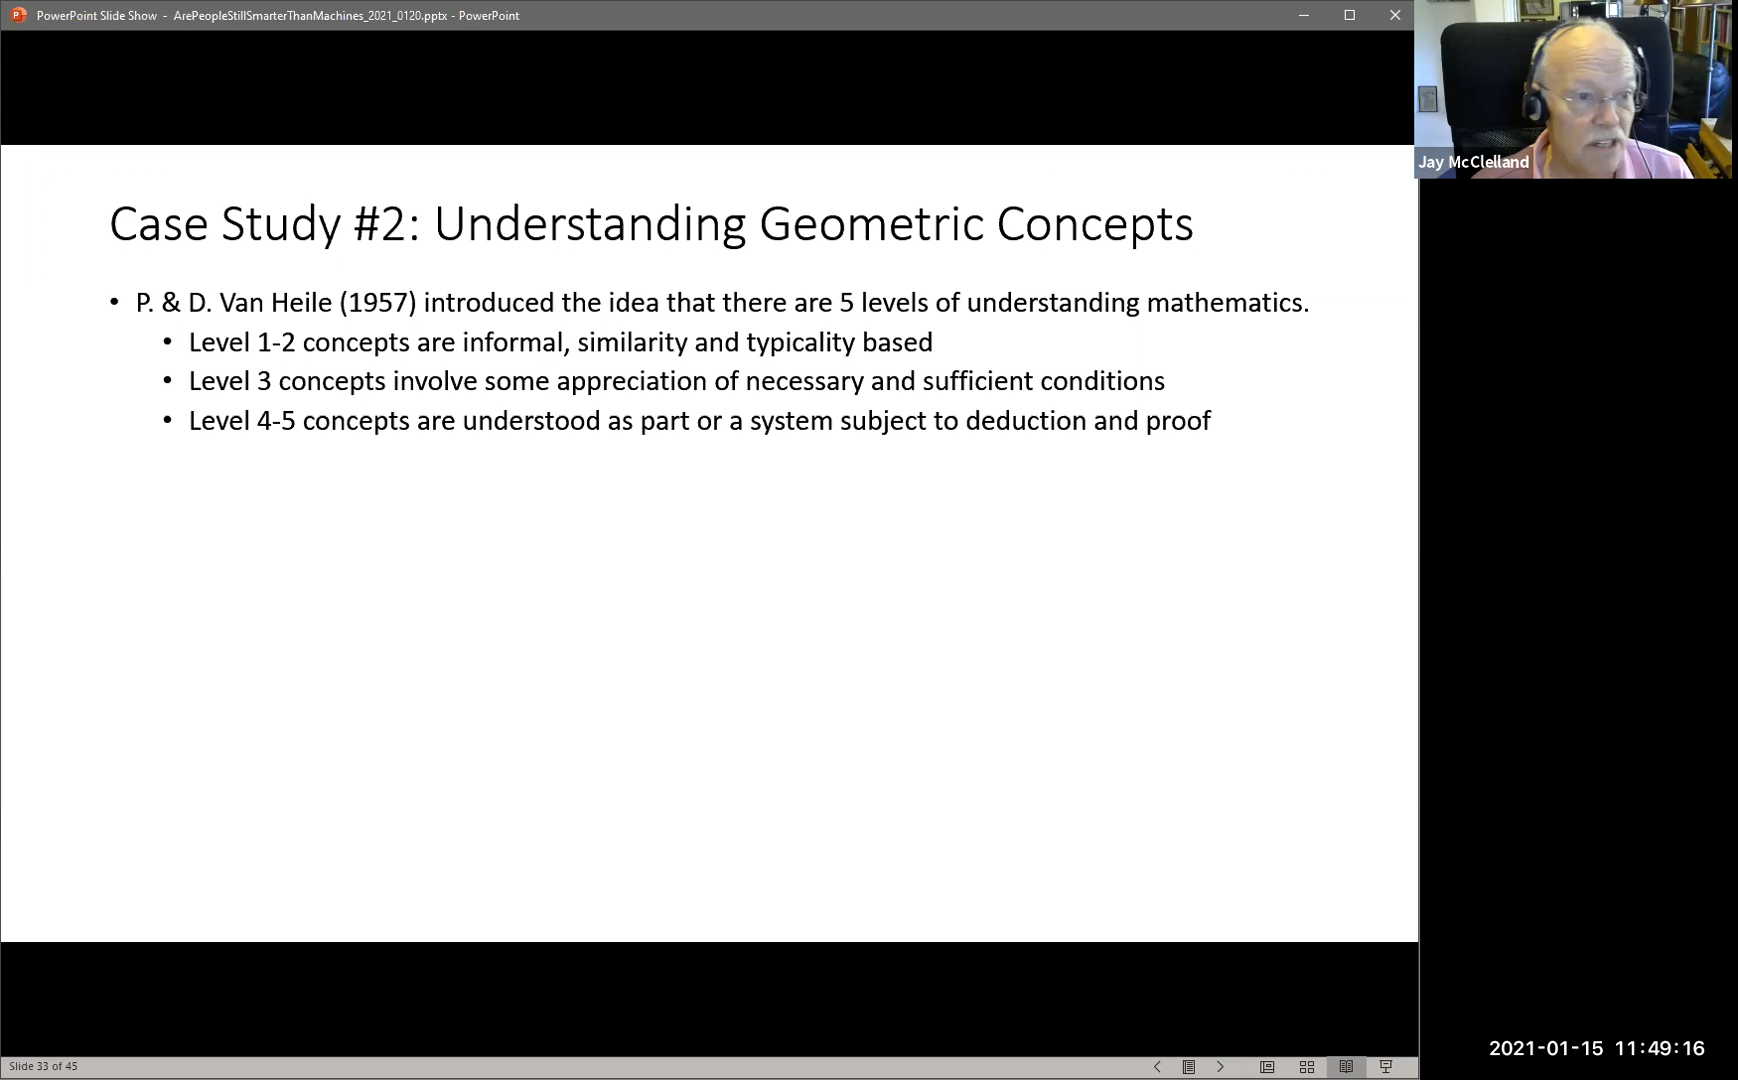 PowerPoint Slide Show - ArePeopleStillSmarterThanMachines_2021_0120.pptx - PowerPoint
Jay McClelland
Case Study #2: Understanding Geometric Concepts
• P. & D. Van Heile (1957) introduced the idea that there are 5 levels of understanding mathematics.
• Level 1-2 concepts are informal, similarity and typicality based
• Level 3 concepts involve some appreciation of necessary and sufficient conditions
• Level 4-5 concepts are understood as part or a system subject to deduction and proof
2021-01-15 11:49:16
Slide 33 of 45